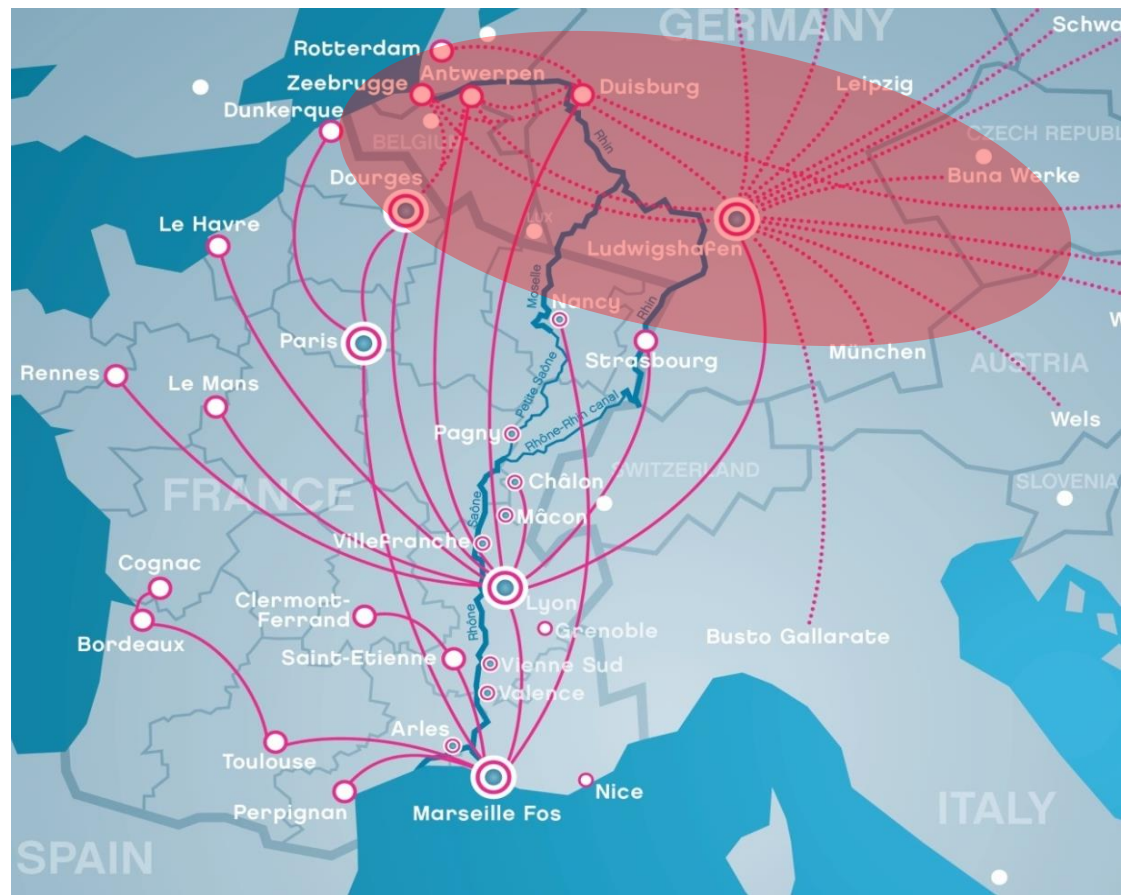 GERMANY
Schwa
Rotterdam
Antwerpen
Zeebrugge
Duisburg
Leipzig
Dunkerque
Rhin
CZECH REPUBL
BELGIË
Buna Werke
Dourges
LUX
Le Havre
Ludwigshafen
Moselle
Nancy
Rhin
W
Paris
Strasbourg
München
AUSTRIA
Rennes
Le Mans
Petite Saône
Wels
Pagny
Rhône-Rhin canal
SWITZERLAND
Châlon
SLOVENIA
FRANCE
Saône
Mâcon
Villefranche
Cognac
Clermont-
Ferrand
Lyon
Rhône
Grenoble
Bordeaux
Busto Gallarate
Saint-Etienne
Vienne Sud
Valence
Arles
Toulouse
Nice
Perpignan
Marseille Fos
ITALY
SPAIN